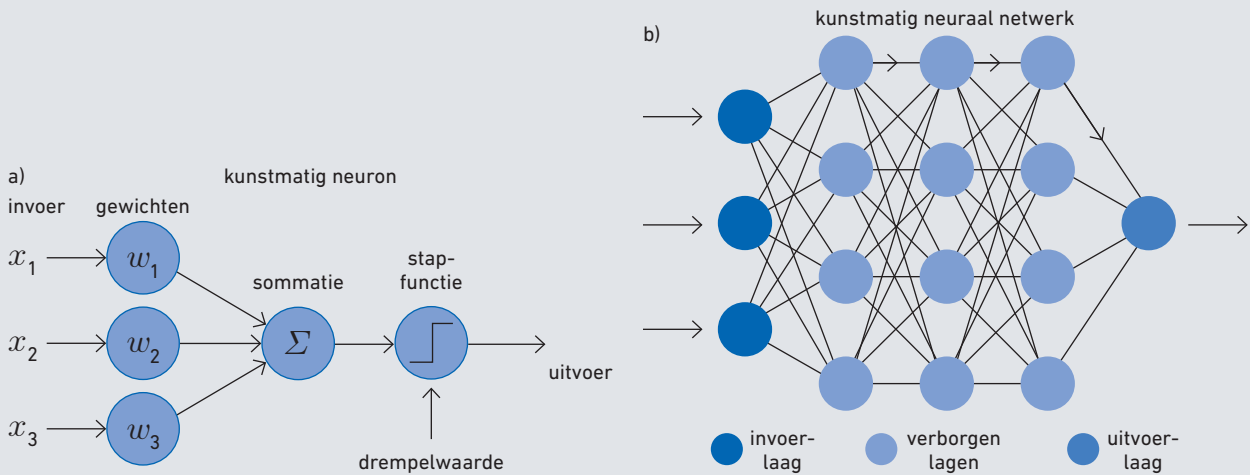 a)
kunstmatig neuron
invoer
gewichten
x1
w1
x2
w2
x3
w3
sommatie
Σ
stap-
functie
uitvoer
drempelwaarde
b)
kunstmatig neuraal netwerk
invoer-
laag
verborgen
lagen
uitvoer-
laag